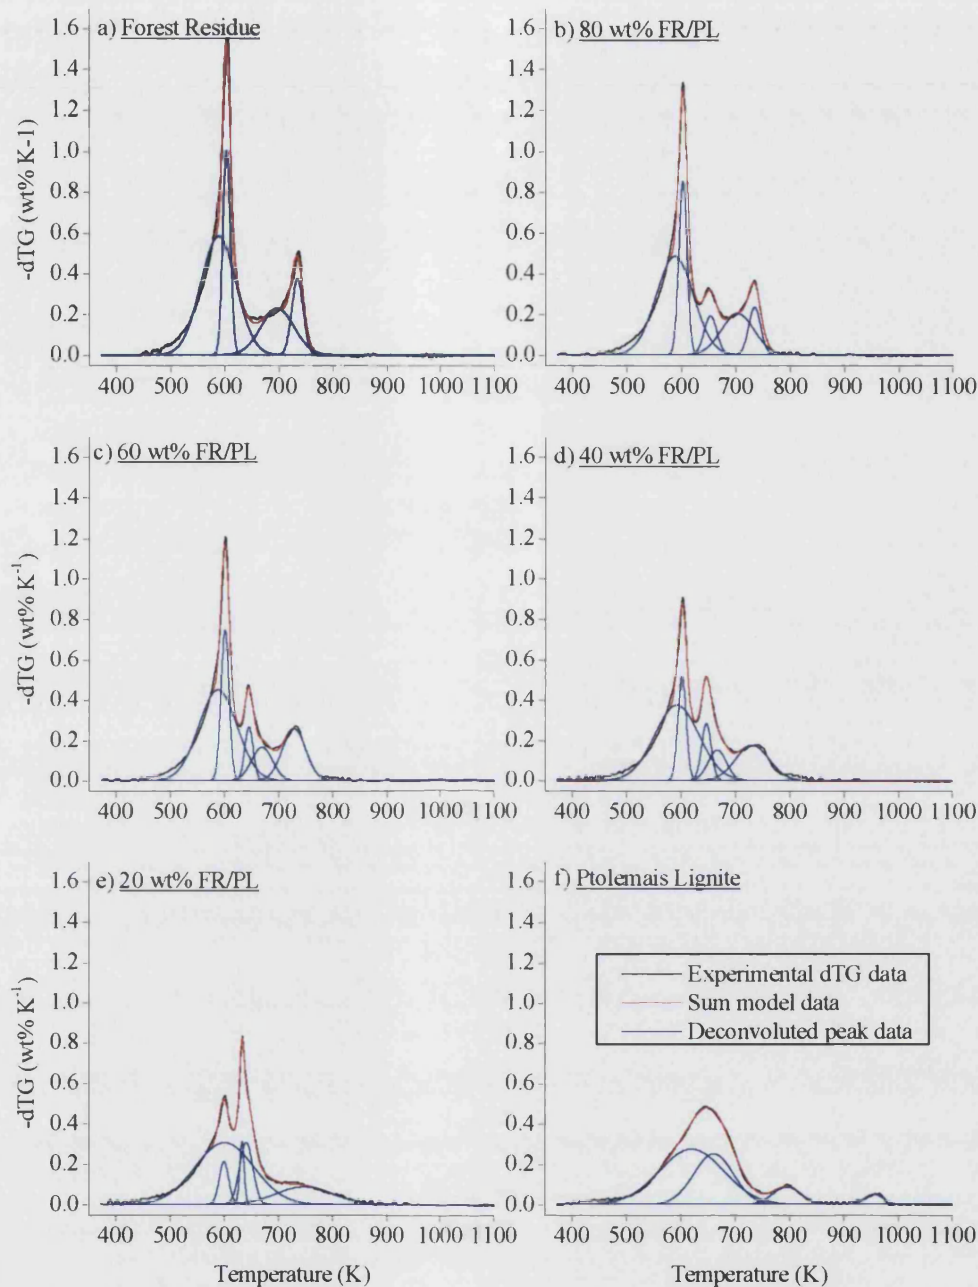 a) Forest Residue
-dTG (wt% K-1)
1.6
1.4
1.2
1.0
0.8
0.6
0.4
0.2
0.0
400 500 600 700 800 900 1000 1100
b) 80 wt% FR/PL
1.6
1.4
1.2
1.0
0.8
0.6
0.4
0.2
0.0
400 500 600 700 800 900 1000 1100
c) 60 wt% FR/PL
-dTG (wt% K⁻¹)
1.6
1.4
1.2
1.0
0.8
0.6
0.4
0.2
0.0
400 500 600 700 800 900 1000 1100
d) 40 wt% FR/PL
1.6
1.4
1.2
1.0
0.8
0.6
0.4
0.2
0.0
400 500 600 700 800 900 1000 1100
e) 20 wt% FR/PL
-dTG (wt% K⁻¹)
1.6
1.4
1.2
1.0
0.8
0.6
0.4
0.2
0.0
400 500 600 700 800 900 1000 1100
Temperature (K)
f) Ptolemais Lignite
1.6
1.4
1.2
1.0
0.8
0.6
0.4
0.2
0.0
Experimental dTG data
Sum model data
Deconvoluted peak data
400 500 600 700 800 900 1000 1100
Temperature (K)